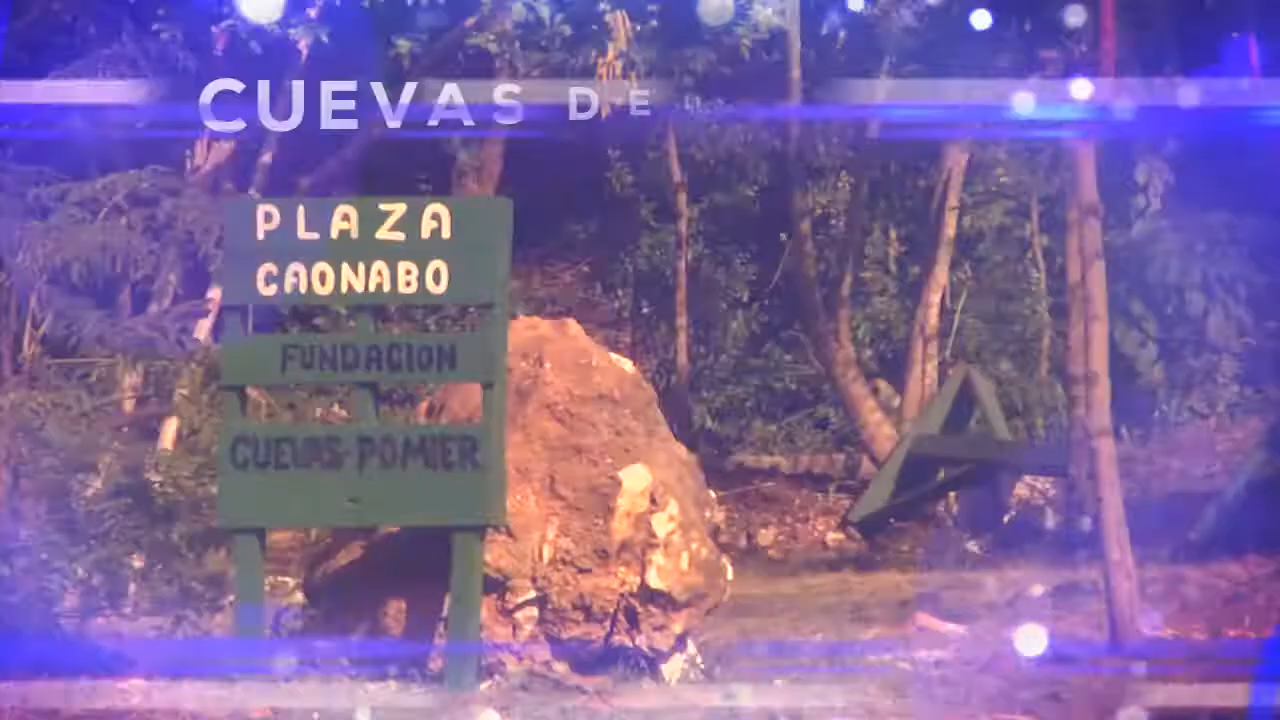 CUEVAS DE
PLAZA
CAONABO
FUNDACION
CUEVAS-POMIER